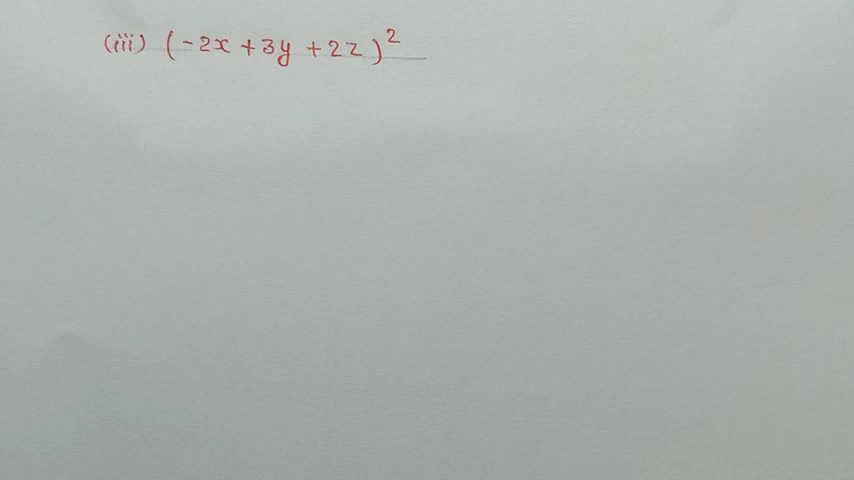 (iii) (-2x + 3y + 2z)²